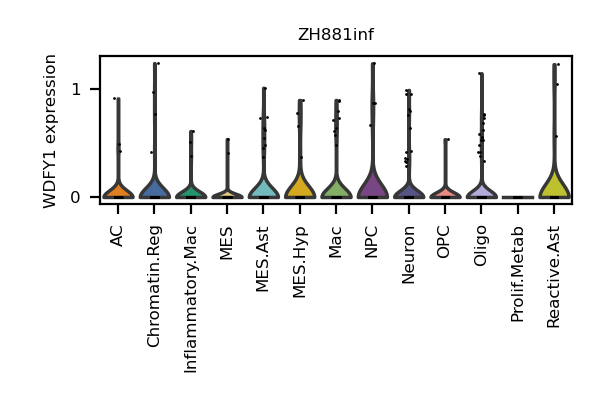 ZH881inf
WDFY1 expression
1
0
AC
Chromatin.Reg
Inflammatory.Mac
MES
MES.Ast
MES.Hyp
Mac
NPC
Neuron
OPC
Oligo
Prolif.Metab
Reactive.Ast